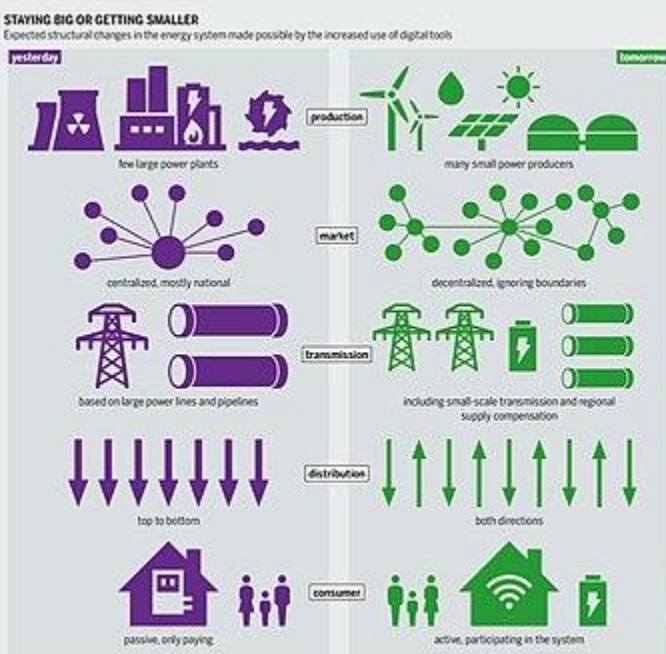 STAYING BIG OR GETTING SMALLER
Expected structural changes in the energy system made possible by the increased use of digital tools
yesterday
tomorrow
production
few large power plants
many small power producers
market
centralized, mostly national
decentralized, ignoring boundaries
transmission
based on large power lines and pipelines
including small-scale transmission and regional
supply compensation
distribution
top to bottom
both directions
consumer
passive, only paying
active, participating in the system